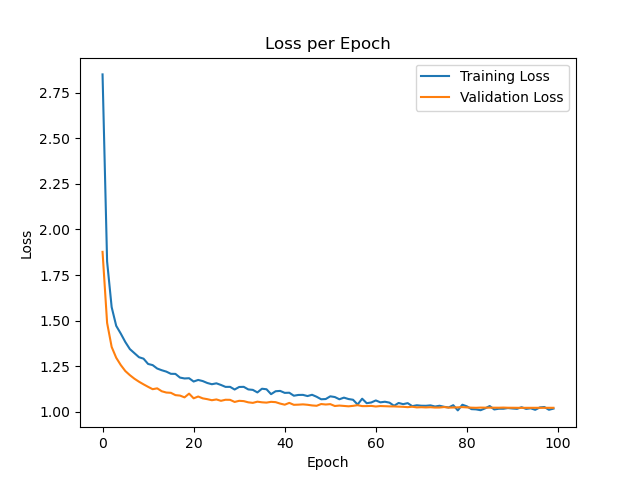 Loss per Epoch
Training Loss
Validation Loss
2.75
2.50
2.25
2.00
1.75
1.50
1.25
1.00
Loss
0 20 40 60 80 100
Epoch